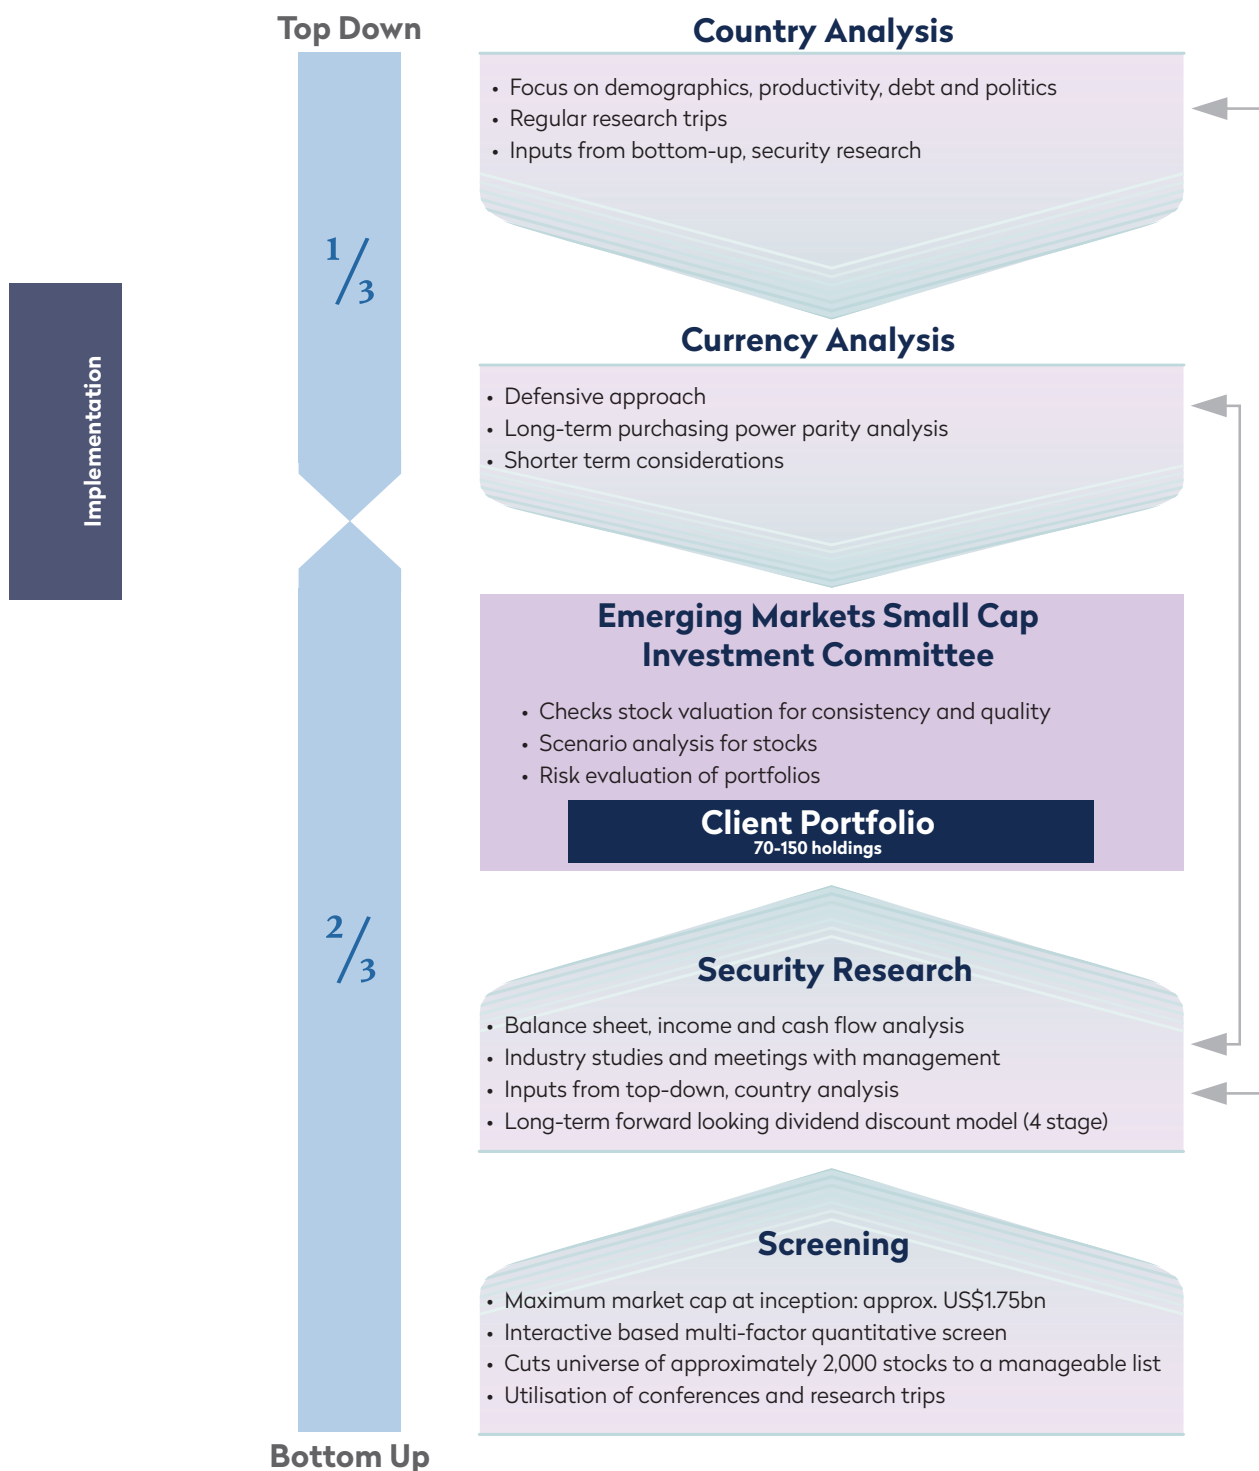 Top Down
Country Analysis
• Focus on demographics, productivity, debt and politics
• Regular research trips
• Inputs from bottom-up, security research
1/3
Implementation
Currency Analysis
• Defensive approach
• Long-term purchasing power parity analysis
• Shorter term considerations
Emerging Markets Small Cap
Investment Committee
• Checks stock valuation for consistency and quality
• Scenario analysis for stocks
• Risk evaluation of portfolios
Client Portfolio
70-150 holdings
2/3
Security Research
• Balance sheet, income and cash flow analysis
• Industry studies and meetings with management
• Inputs from top-down, country analysis
• Long-term forward looking dividend discount model (4 stage)
Screening
• Maximum market cap at inception: approx. US$1.75bn
• Interactive based multi-factor quantitative screen
• Cuts universe of approximately 2,000 stocks to a manageable list
• Utilisation of conferences and research trips
Bottom Up